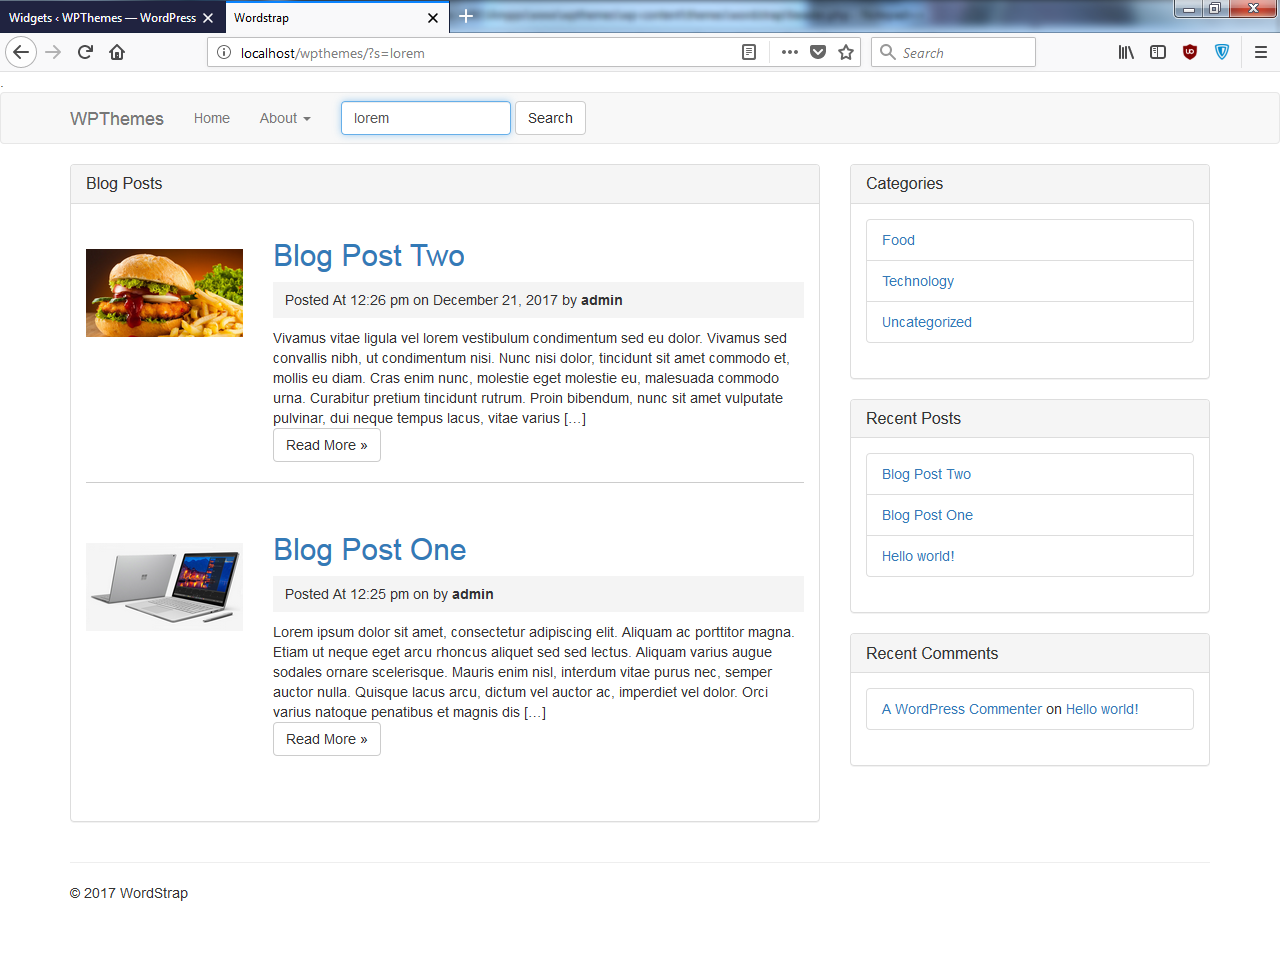 Widgets ‹ WPThemes — WordPress
Wordstrap
localhost/wpthemes/?s=lorem
Search
WPThemes
Home
About
lorem
Search
Blog Posts
Blog Post Two
Posted At 12:26 pm on December 21, 2017 by admin
Vivamus vitae ligula vel lorem vestibulum condimentum sed eu dolor. Vivamus sed
convallis nibh, ut condimentum nisi. Nunc nisi dolor, tincidunt sit amet commodo et,
mollis eu diam. Cras enim nunc, molestie eget molestie eu, malesuada commodo
urna. Curabitur pretium tincidunt rutrum. Proin bibendum, nunc sit amet vulputate
pulvinar, dui neque tempus lacus, vitae varius […]
Read More »
Blog Post One
Posted At 12:25 pm on by admin
Lorem ipsum dolor sit amet, consectetur adipiscing elit. Aliquam ac porttitor magna.
Etiam ut neque eget arcu rhoncus aliquet sed sed lectus. Aliquam varius augue
sodales ornare scelerisque. Mauris enim nisl, interdum vitae purus nec, semper
auctor nulla. Quisque lacus arcu, dictum vel auctor ac, imperdiet vel dolor. Orci
varius natoque penatibus et magnis dis […]
Read More »
Categories
Food
Technology
Uncategorized
Recent Posts
Blog Post Two
Blog Post One
Hello world!
Recent Comments
A WordPress Commenter on Hello world!
© 2017 WordStrap